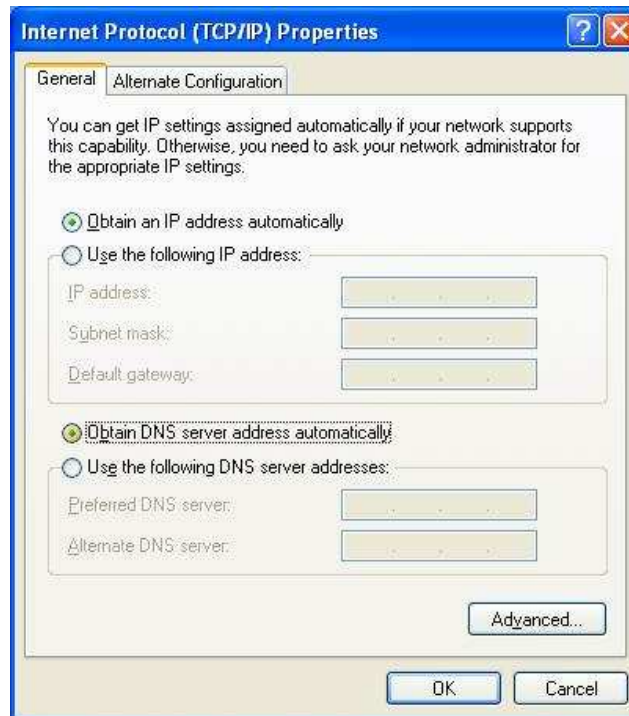 Internet Protocol (TCP/IP) Properties
General
Alternate Configuration
You can get IP settings assigned automatically if your network supports
this capability. Otherwise, you need to ask your network administrator for
the appropriate IP settings.
Obtain an IP address automatically
Use the following IP address:
IP address:
Subnet mask:
Default gateway:
Obtain DNS server address automatically
Use the following DNS server addresses:
Preferred DNS server:
Alternate DNS server:
Advanced...
OK
Cancel